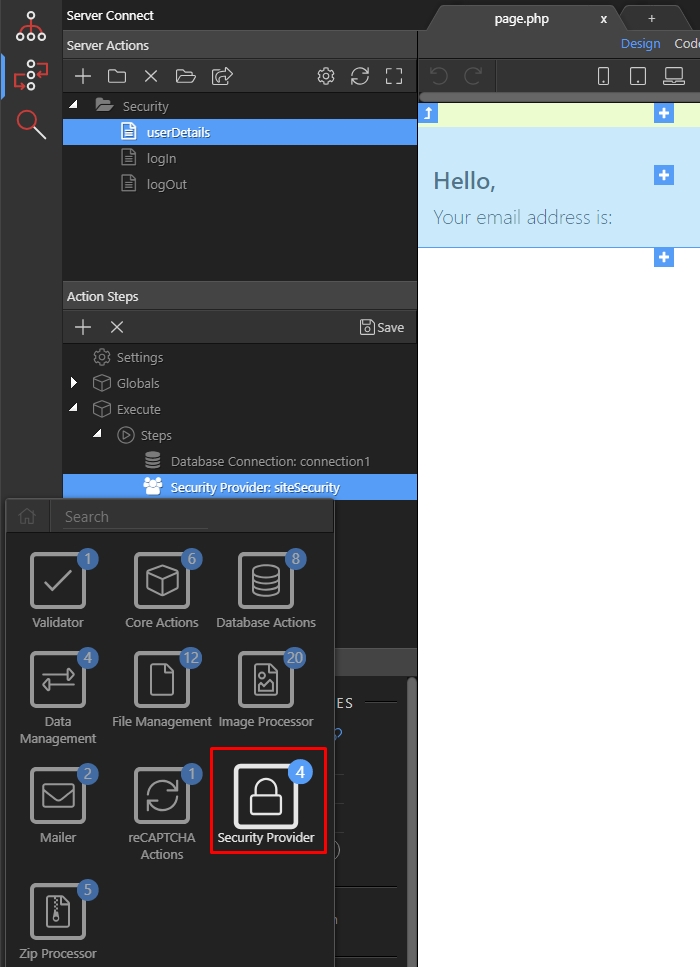 Server Connect
page.php x +
Server Actions
Design Code
Security
userDetails
logIn
logOut
Hello,
Your email address is:
Action Steps
Save
Settings
Globals
Execute
Steps
Database Connection: connection1
Security Provider: siteSecurity
Search
1 6 8
Validator Core Actions Database Actions
4 12 20
Data Management File Management Image Processor
ES
2 1 4
Mailer reCAPTCHA Actions Security Provider
5
Zip Processor